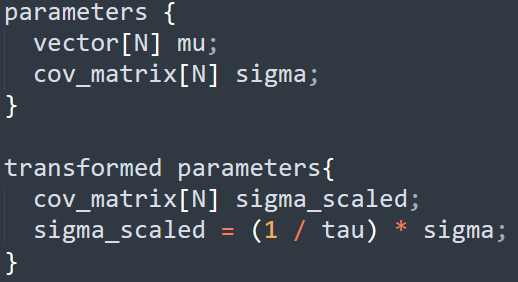 parameters {
  vector[N] mu;
  cov_matrix[N] sigma;
}

transformed parameters{
  cov_matrix[N] sigma_scaled;
  sigma_scaled = (1 / tau) * sigma;
}